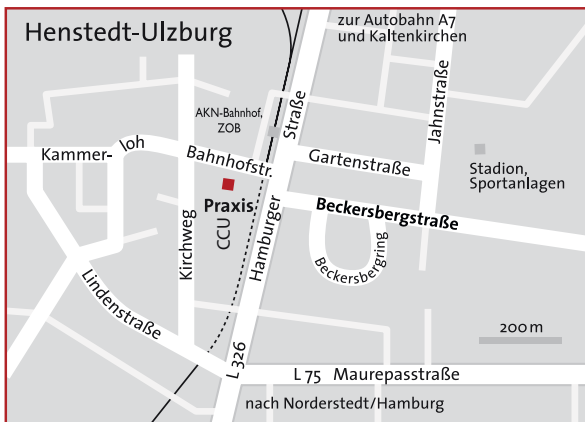 Henstedt-Ulzburg
zur Autobahn A7
und Kaltenkirchen
AKN-Bahnhof,
ZOB
Straße
Jahnstraße
Kammer-
loh
Bahnhofstr.
Gartenstraße
Stadion,
Sportanlagen
Praxis
CCU
Kirchweg
Hamburger
Beckersbergstraße
Beckersbergring
Lindenstraße
200 m
L 326
L 75 Maurepasstraße
nach Norderstedt/Hamburg